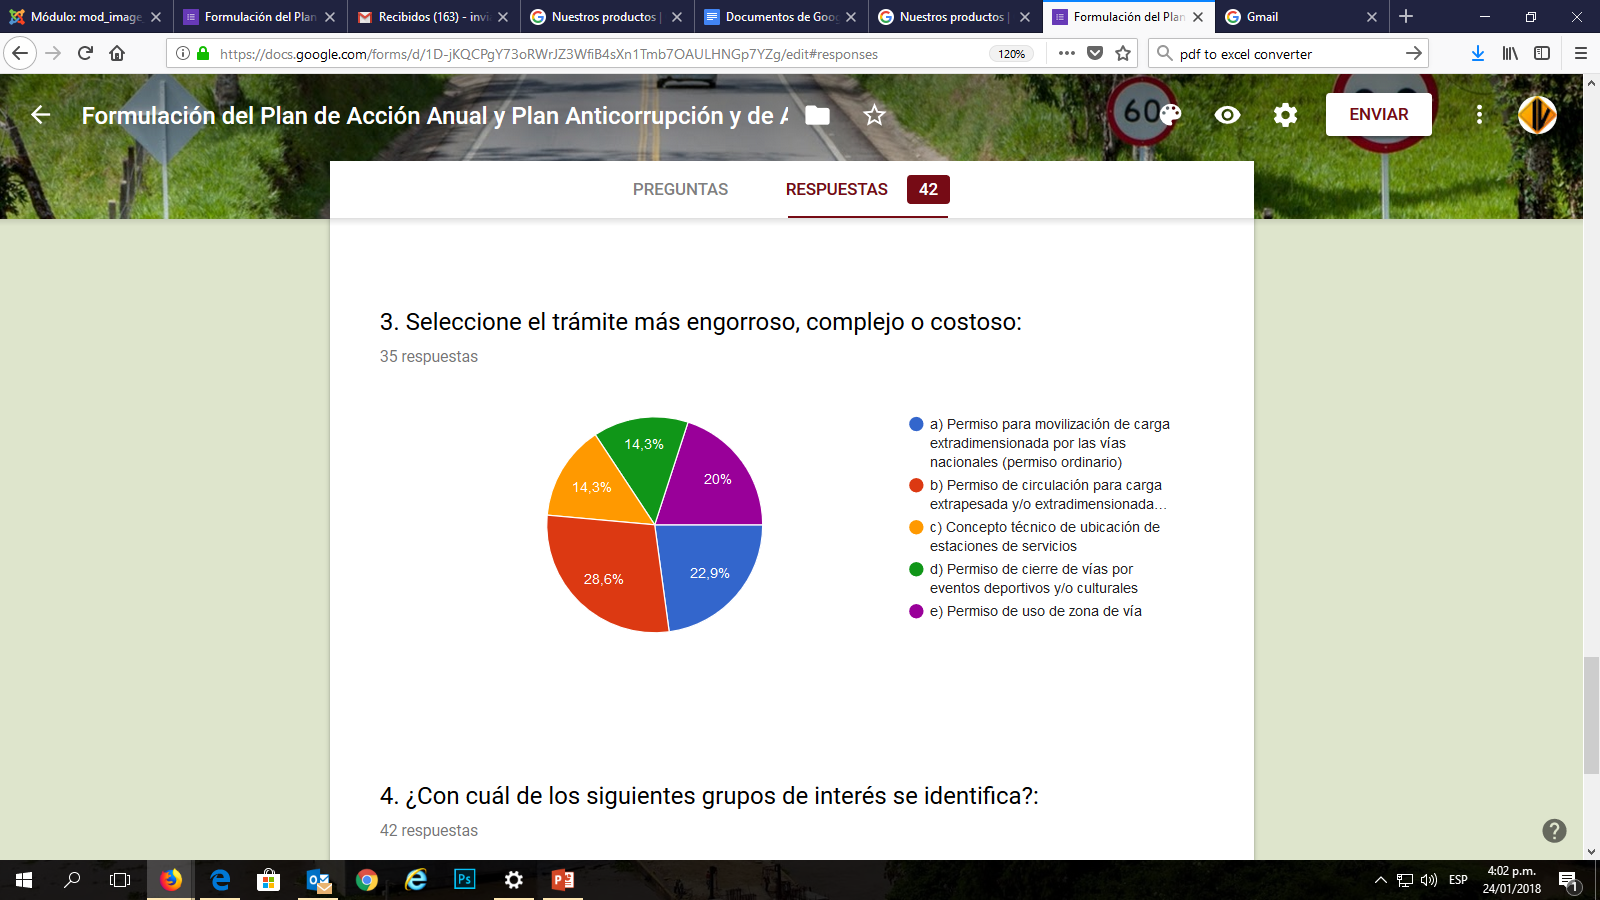 Módulo: mod_image
Formulación del Plan
Recibidos (163) - invi
Nuestros productos |
Documentos de Goo
Nuestros productos |
Formulación del Plan
Gmail
https://docs.google.com/forms/d/1D-jKQCPgY73oRWrJZ3WfiB4sXn1Tmb7OAULHNGp7YZg/edit#responses
120%
pdf to excel converter
Formulación del Plan de Acción Anual y Plan Anticorrupción y de A
60
ENVIAR
PREGUNTAS
RESPUESTAS 42
3. Seleccione el trámite más engorroso, complejo o costoso:
35 respuestas
14,3%
20%
14,3%
28,6%
22,9%
a) Permiso para movilización de carga
extradimensionada por las vías
nacionales (permiso ordinario)
b) Permiso de circulación para carga
extrapesada y/o extradimensionada...
c) Concepto técnico de ubicación de
estaciones de servicios
d) Permiso de cierre de vías por
eventos deportivos y/o culturales
e) Permiso de uso de zona de vía
4. ¿Con cuál de los siguientes grupos de interés se identifica?:
42 respuestas
Ps
ESP
4:02 p.m.
24/01/2018
1